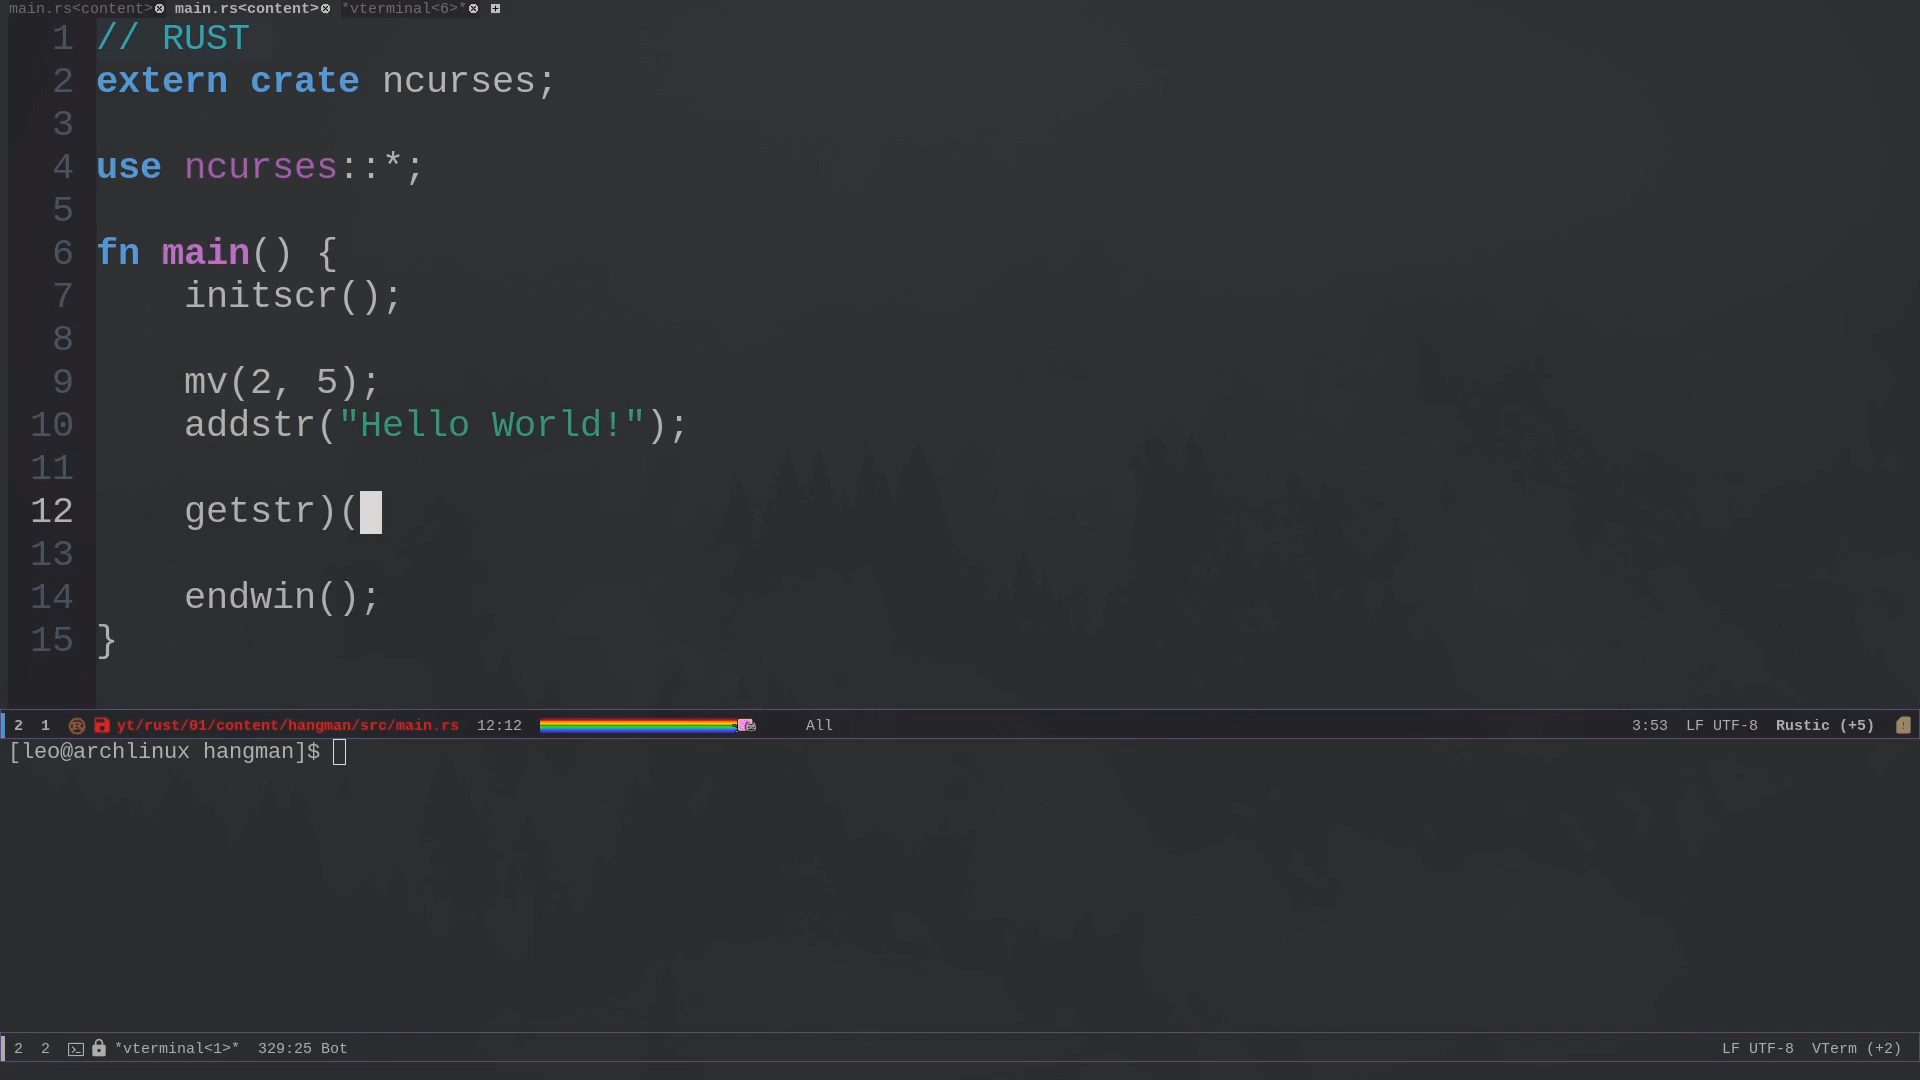 main.rs<content> main.rs<content> *vterminal<6>*
1 // RUST
2 extern crate ncurses;
3
4 use ncurses::*;
5
6 fn main() {
7     initscr();
8
9     mv(2, 5);
10     addstr("Hello World!");
11
12     getstr)(
13
14     endwin();
15 }
2 1 yt/rust/01/content/hangman/src/main.rs 12:12 All 3:53 LF UTF-8 Rustic (+5)
[leo@archlinux hangman]$
2 2 *vterminal<1>* 329:25 Bot LF UTF-8 VTerm (+2)